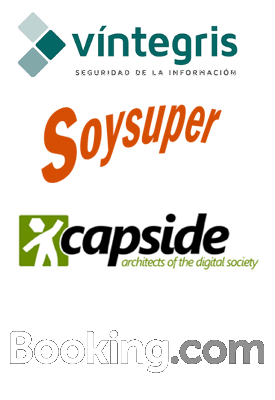 víntegris
SEGURIDAD DE LA INFORMACIÓN
Soysuper
capside
architects of the digital society
Booking.com